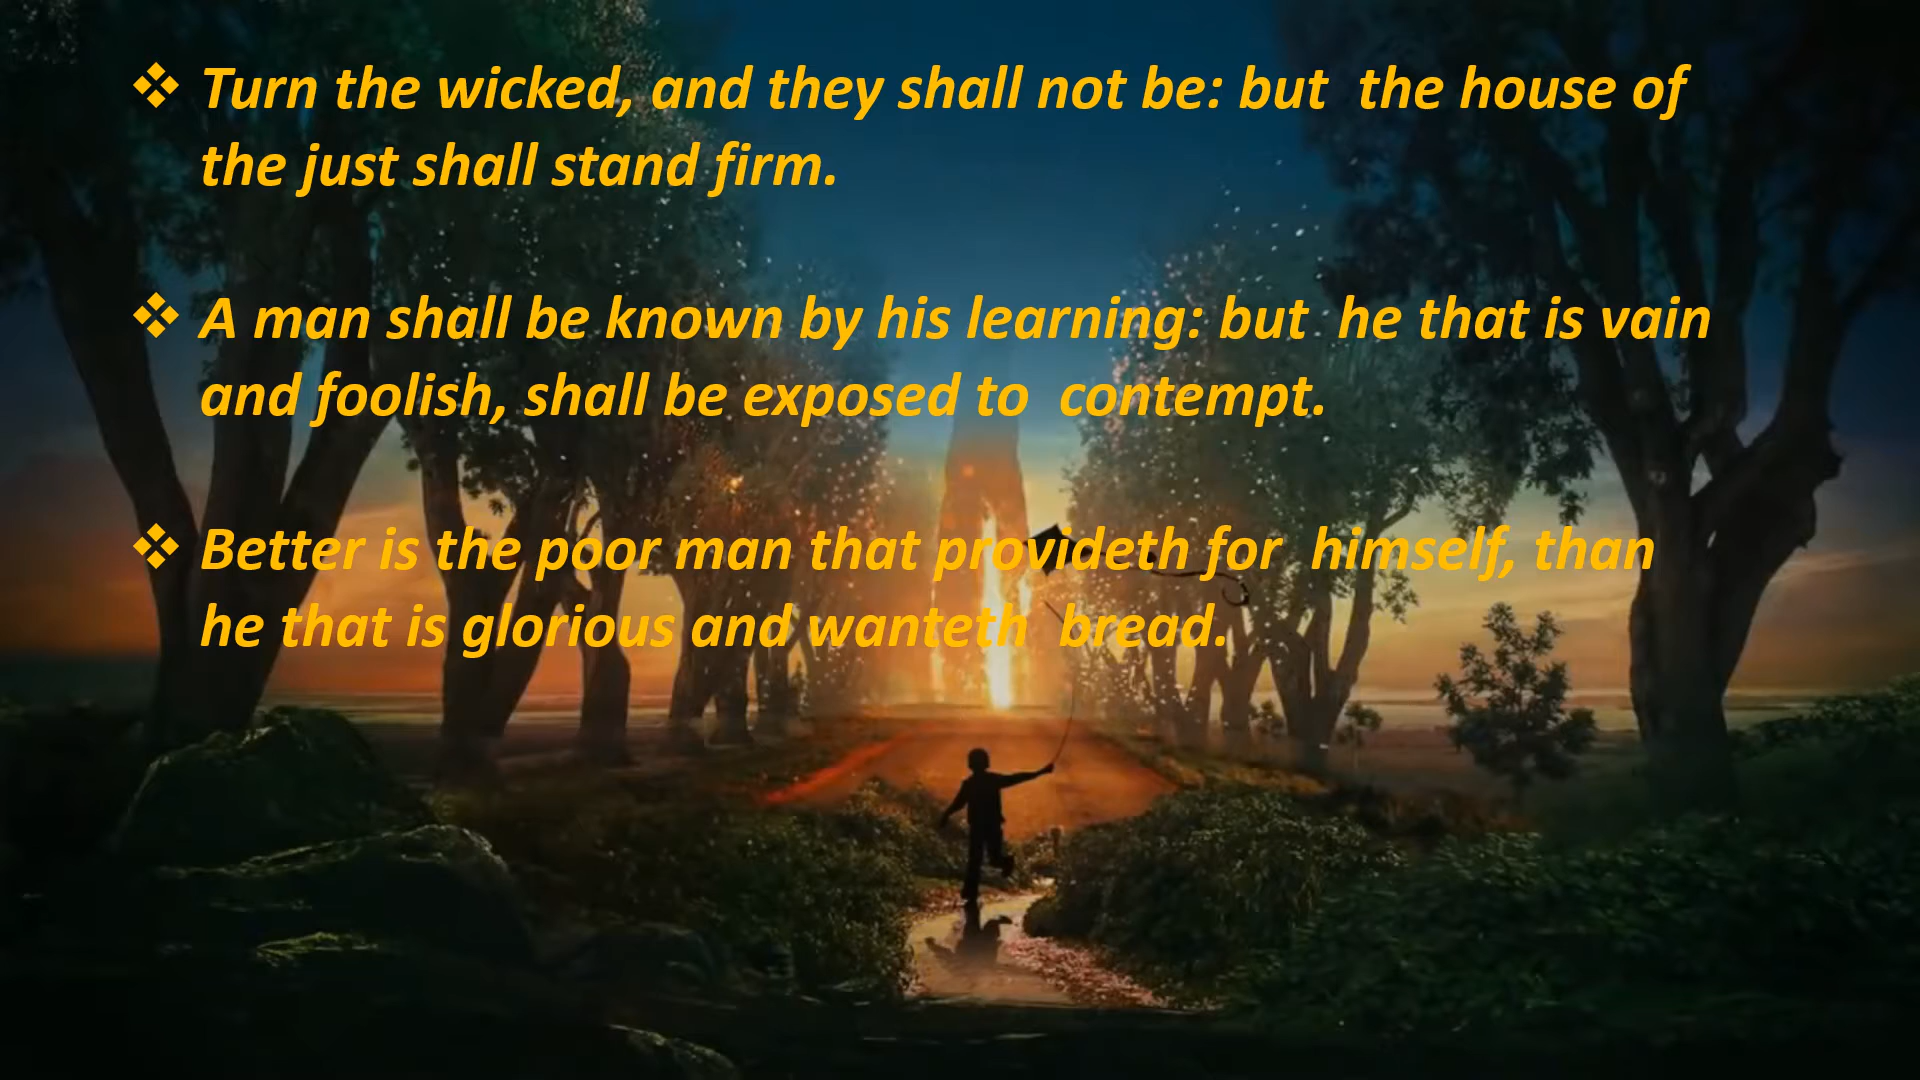 ❖ Turn the wicked, and they shall not be: but  the house of
the just shall stand firm.
❖ A man shall be known by his learning: but  he that is vain
and foolish, shall be exposed to  contempt.
❖ Better is the poor man that provideth for  himself, than
he that is glorious and wanteth  bread.